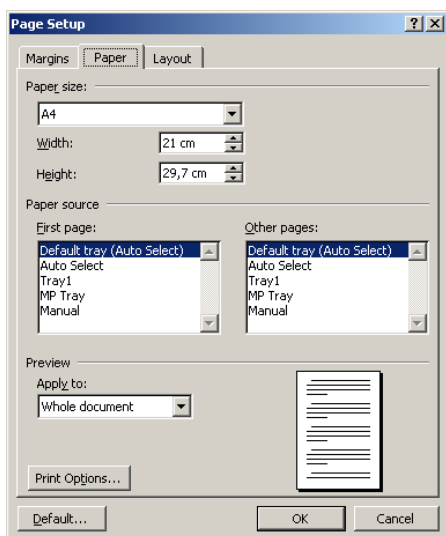 Page Setup
Margins Paper Layout
Paper size:
A4
Width: 21 cm
Height: 29,7 cm
Paper source
First page: Other pages:
Default tray (Auto Select) Default tray (Auto Select)
Auto Select Auto Select
Tray1 Tray1
MP Tray MP Tray
Manual Manual
Preview
Apply to:
Whole document
Print Options...
Default... OK Cancel